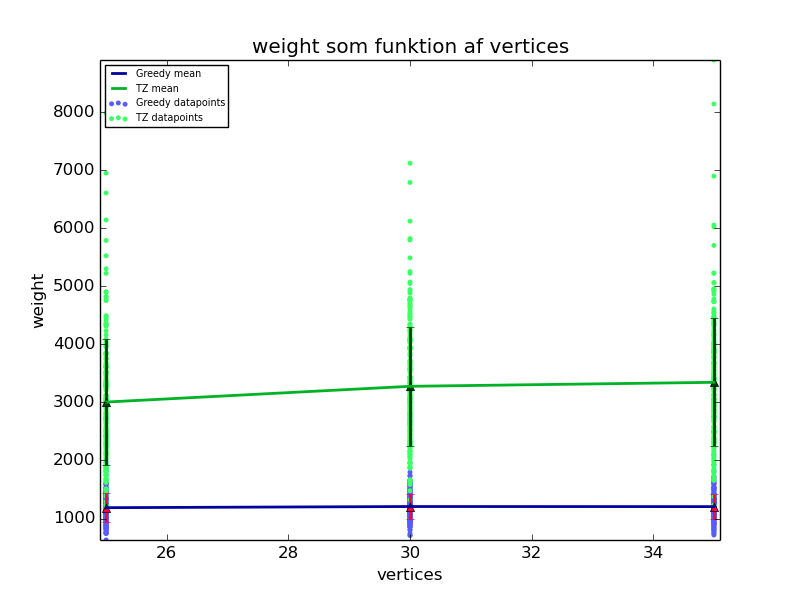 weight som funktion af vertices
Greedy mean
TZ mean
Greedy datapoints
TZ datapoints
8000
7000
6000
5000
4000
3000
2000
1000
weight
26
28
30
32
34
vertices